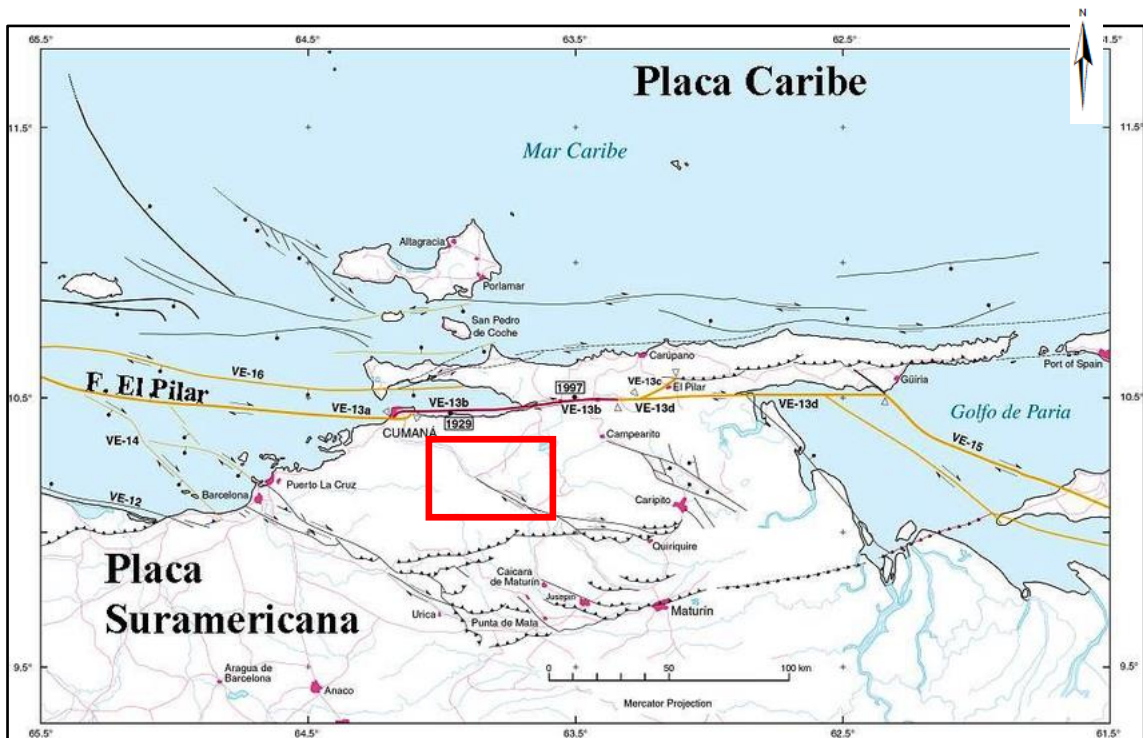 N
65.5°
64.5°
63.5°
62.5°
61.5°
Placa Caribe
11.5°
11.5°
Mar Caribe
Altagracia
Porlamar
San Pedro
de Coche
Carúpano
Port of Spain
VE-16
VE-13c
El Pilar
Güiria
F. El Pilar
1997
10.5°
10.5°
VE-13a
VE-13b
VE-13b
VE-13d
VE-13d
Golfo de Paria
1929
CUMANÁ
VE-14
Campearito
VE-15
Puerto La Cruz
VE-12
Barcelona
Caripito
Quiriquire
Placa
Suramericana
Caicara
de Maturín
Jusepín
Urica
Punta de Mata
Maturín
9.5°
9.5°
Aragua de
Barcelona
Anaco
0
50
100 km
Mercator Projection
65.5°
64.5°
63.5°
62.5°
61.5°